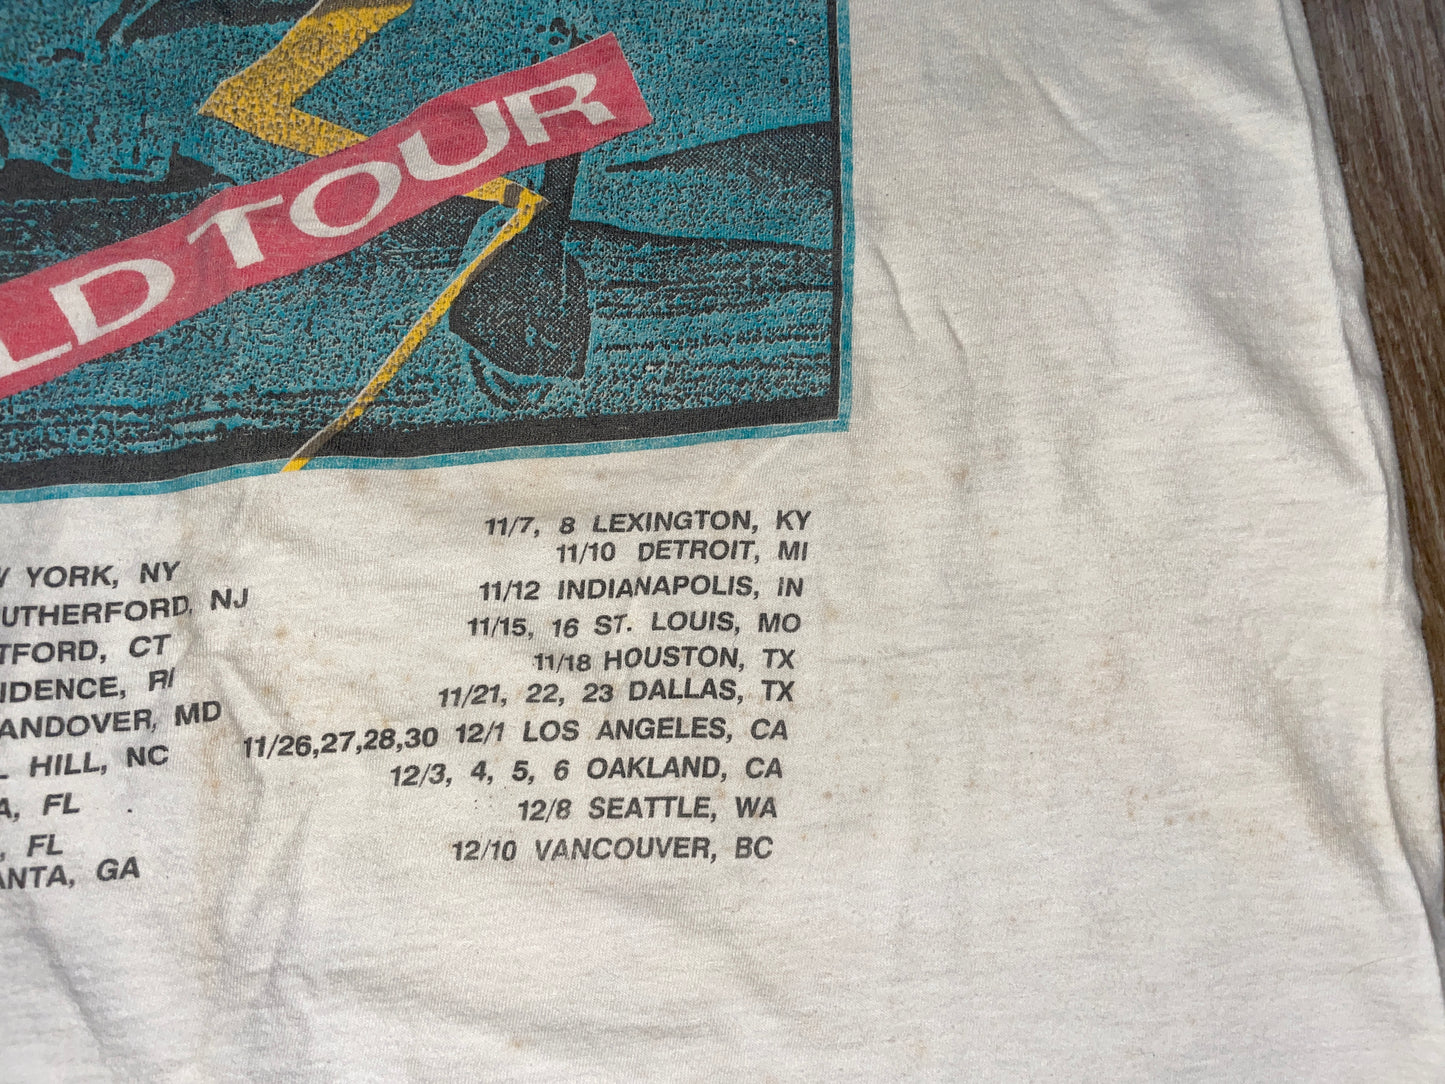 LD TOUR
YORK, NY
UTHERFORD, NJ
TFORD, CT
IDENCE, RI
ANDOVER, MD
HILL, NC
A, FL
, FL
ANTA, GA
11/7, 8 LEXINGTON, KY
11/10 DETROIT, MI
11/12 INDIANAPOLIS, IN
11/15, 16 ST. LOUIS, MO
11/18 HOUSTON, TX
11/21, 22, 23 DALLAS, TX
11/26,27,28,30 12/1 LOS ANGELES, CA
12/3, 4, 5, 6 OAKLAND, CA
12/8 SEATTLE, WA
12/10 VANCOUVER, BC